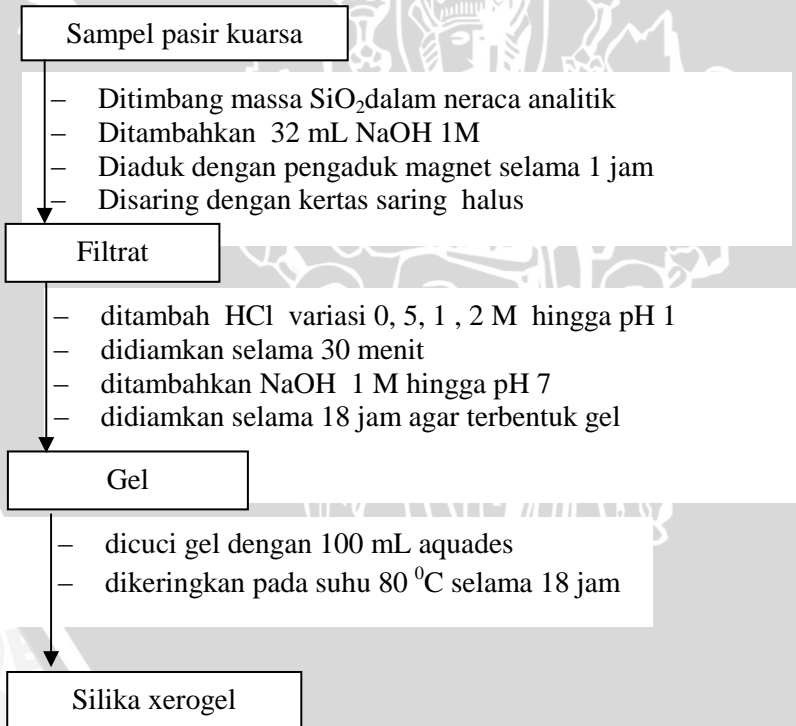 Sampel pasir kuarsa
– Ditimbang massa SiO₂dalam neraca analitik
– Ditambahkan 32 mL NaOH 1M
– Diaduk dengan pengaduk magnet selama 1 jam
– Disaring dengan kertas saring halus
Filtrat
– ditambah HCl variasi 0, 5, 1 , 2 M hingga pH 1
– didiamkan selama 30 menit
– ditambahkan NaOH 1 M hingga pH 7
– didiamkan selama 18 jam agar terbentuk gel
Gel
– dicuci gel dengan 100 mL aquades
– dikeringkan pada suhu 80 ⁰C selama 18 jam
Silika xerogel